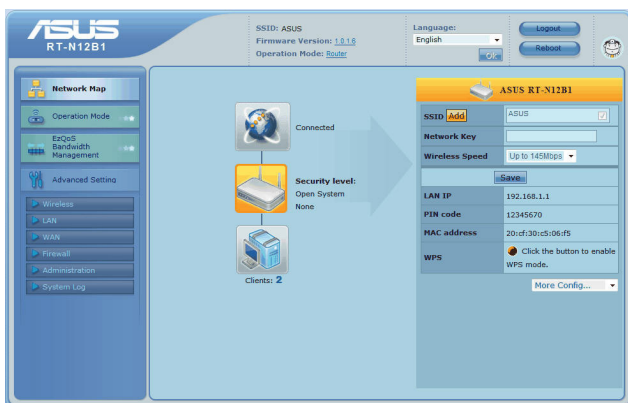 ASUS
RT-N12B1
SSID: ASUS
Firmware Version: 1.0.1.6
Operation Mode: Router
Language:
English
Ok
Logout
Reboot
Network Map
Operation Mode
EzQoS
Bandwidth
Management
Advanced Setting
Wireless
LAN
WAN
Firewall
Administration
System Log
Connected
Security level:
Open System
None
Clients: 2
ASUS RT-N12B1
SSID Add ASUS
Network Key
Wireless Speed Up to 145Mbps
Save
LAN IP 192.168.1.1
PIN code 12345670
MAC address 20:cf:30:c5:06:f5
WPS Click the button to enable
WPS mode.
More Config...